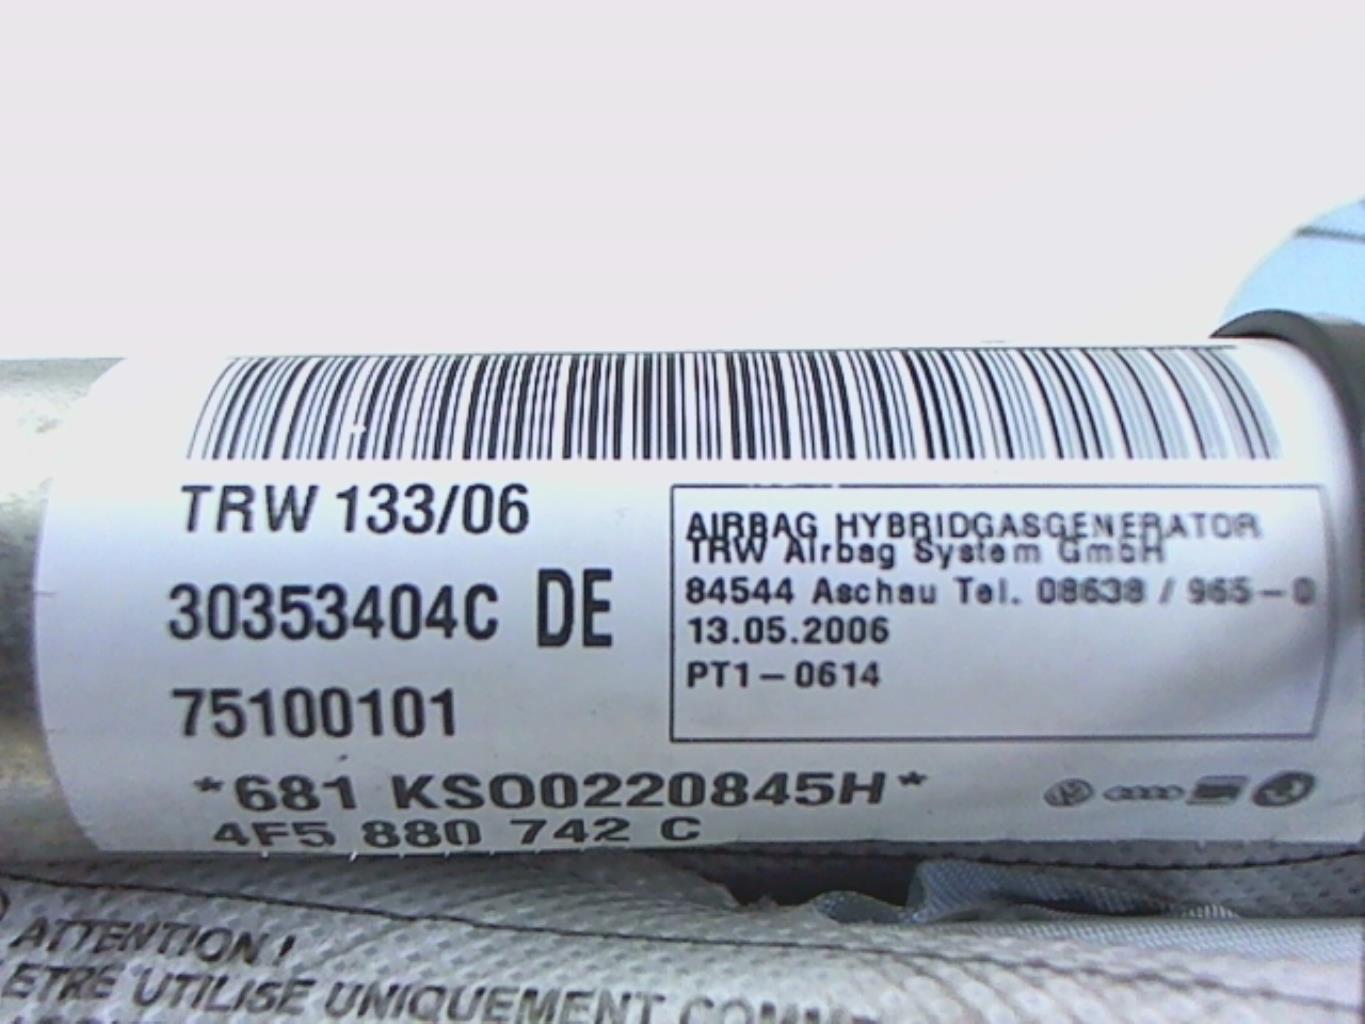 TRW 133/06
30353404C DE
75100101
AIRBAG HYBRIDGASGENERATOR
TRW Airbag System GmbH
84544 Aschau Tel. 08638 / 965-0
13.05.2006
PT1-0614
*681 KSO0220845H*
4F5 880 742 C
ATTENTION !
ETRE UTILISE UNIQUEMENT